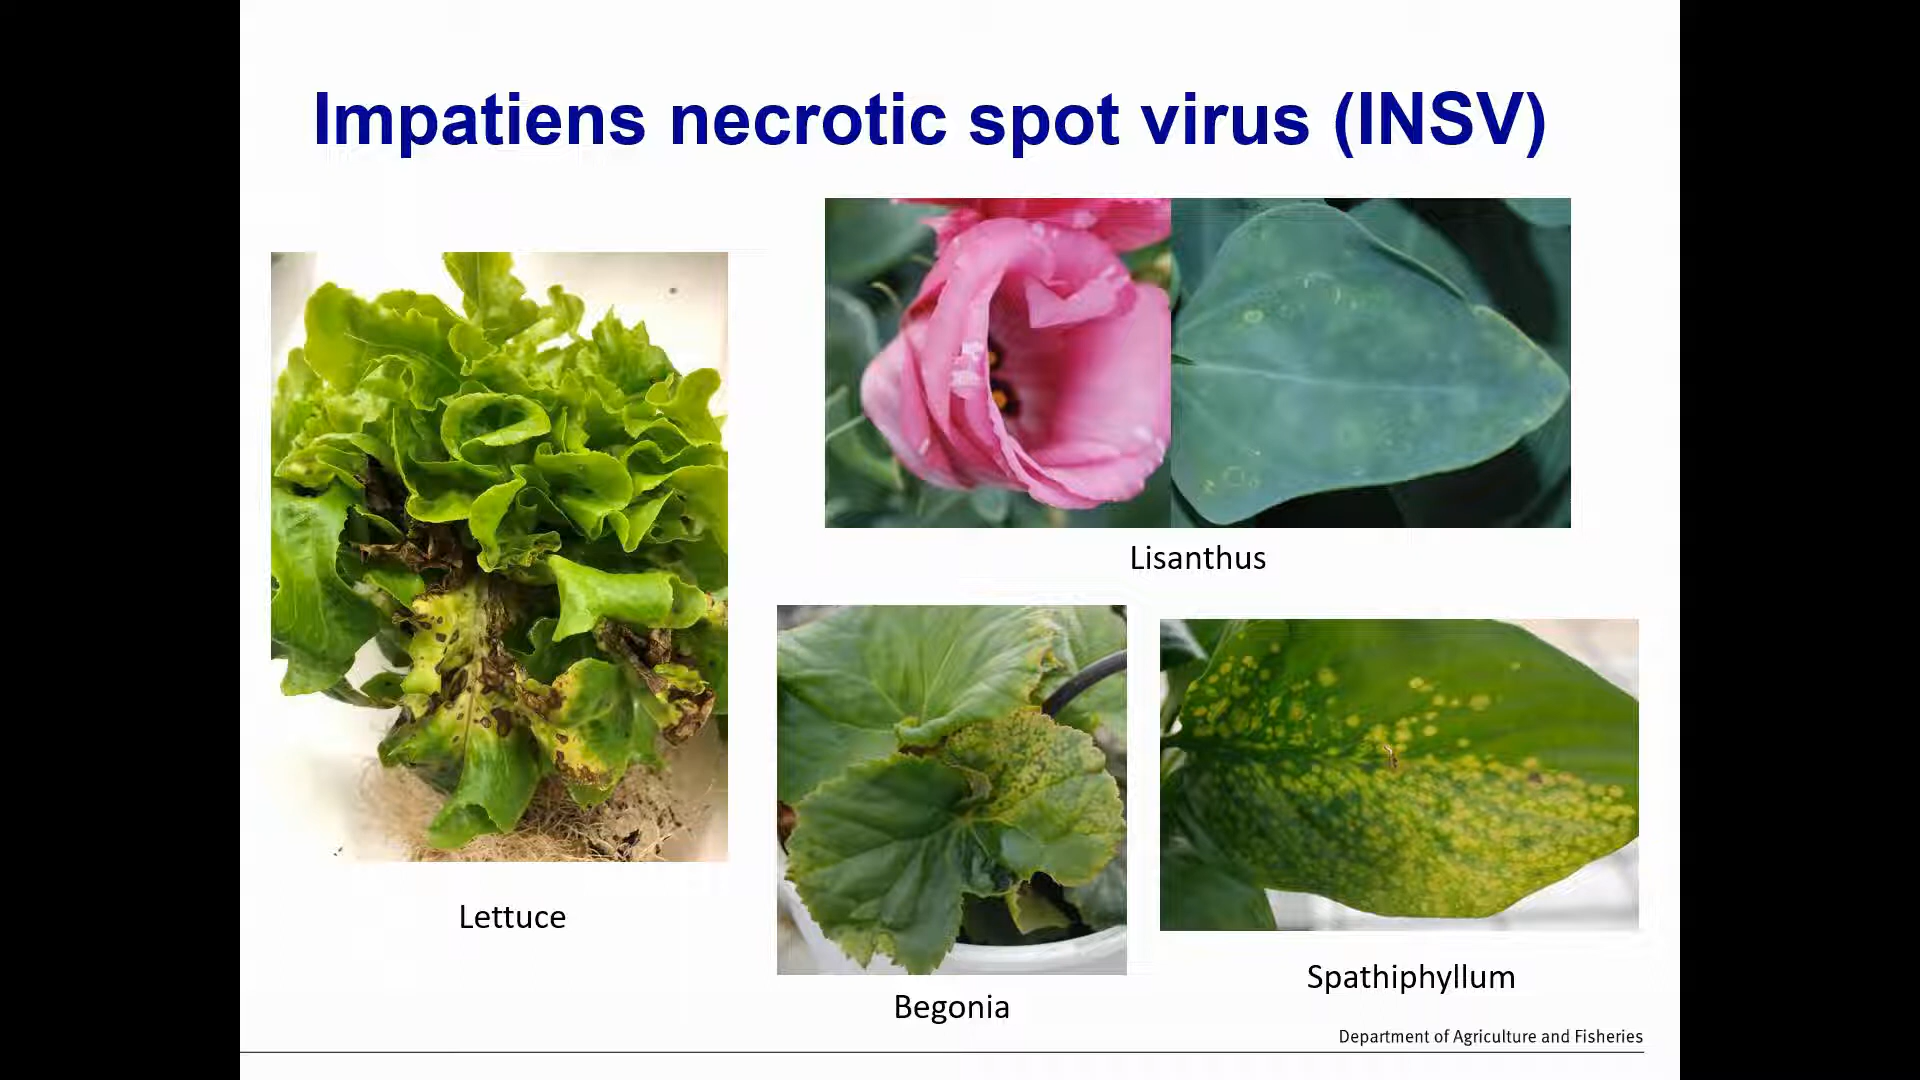 Impatiens necrotic spot virus (INSV)
Lisanthus
Lettuce
Begonia
Spathiphyllum
Department of Agriculture and Fisheries